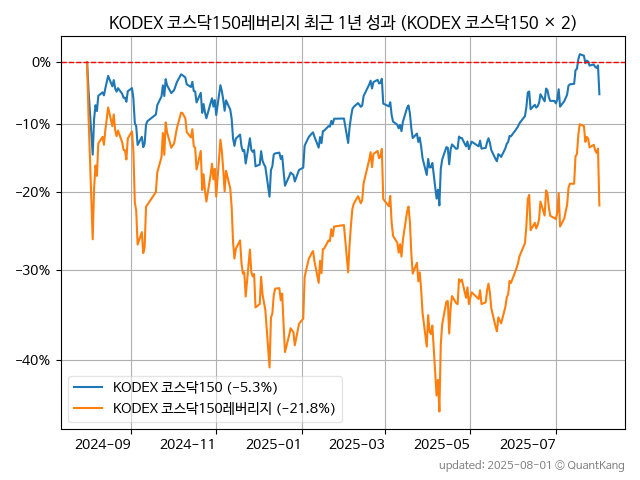 KODEX 코스닥150레버리지 최근 1년 성과 (KODEX 코스닥150 × 2)
0%
−10%
−20%
−30%
−40%
KODEX 코스닥150 (−5.3%)
KODEX 코스닥150레버리지 (−21.8%)
2024-09 2024-11 2025-01 2025-03 2025-05 2025-07
updated: 2025-08-01 © QuantKang